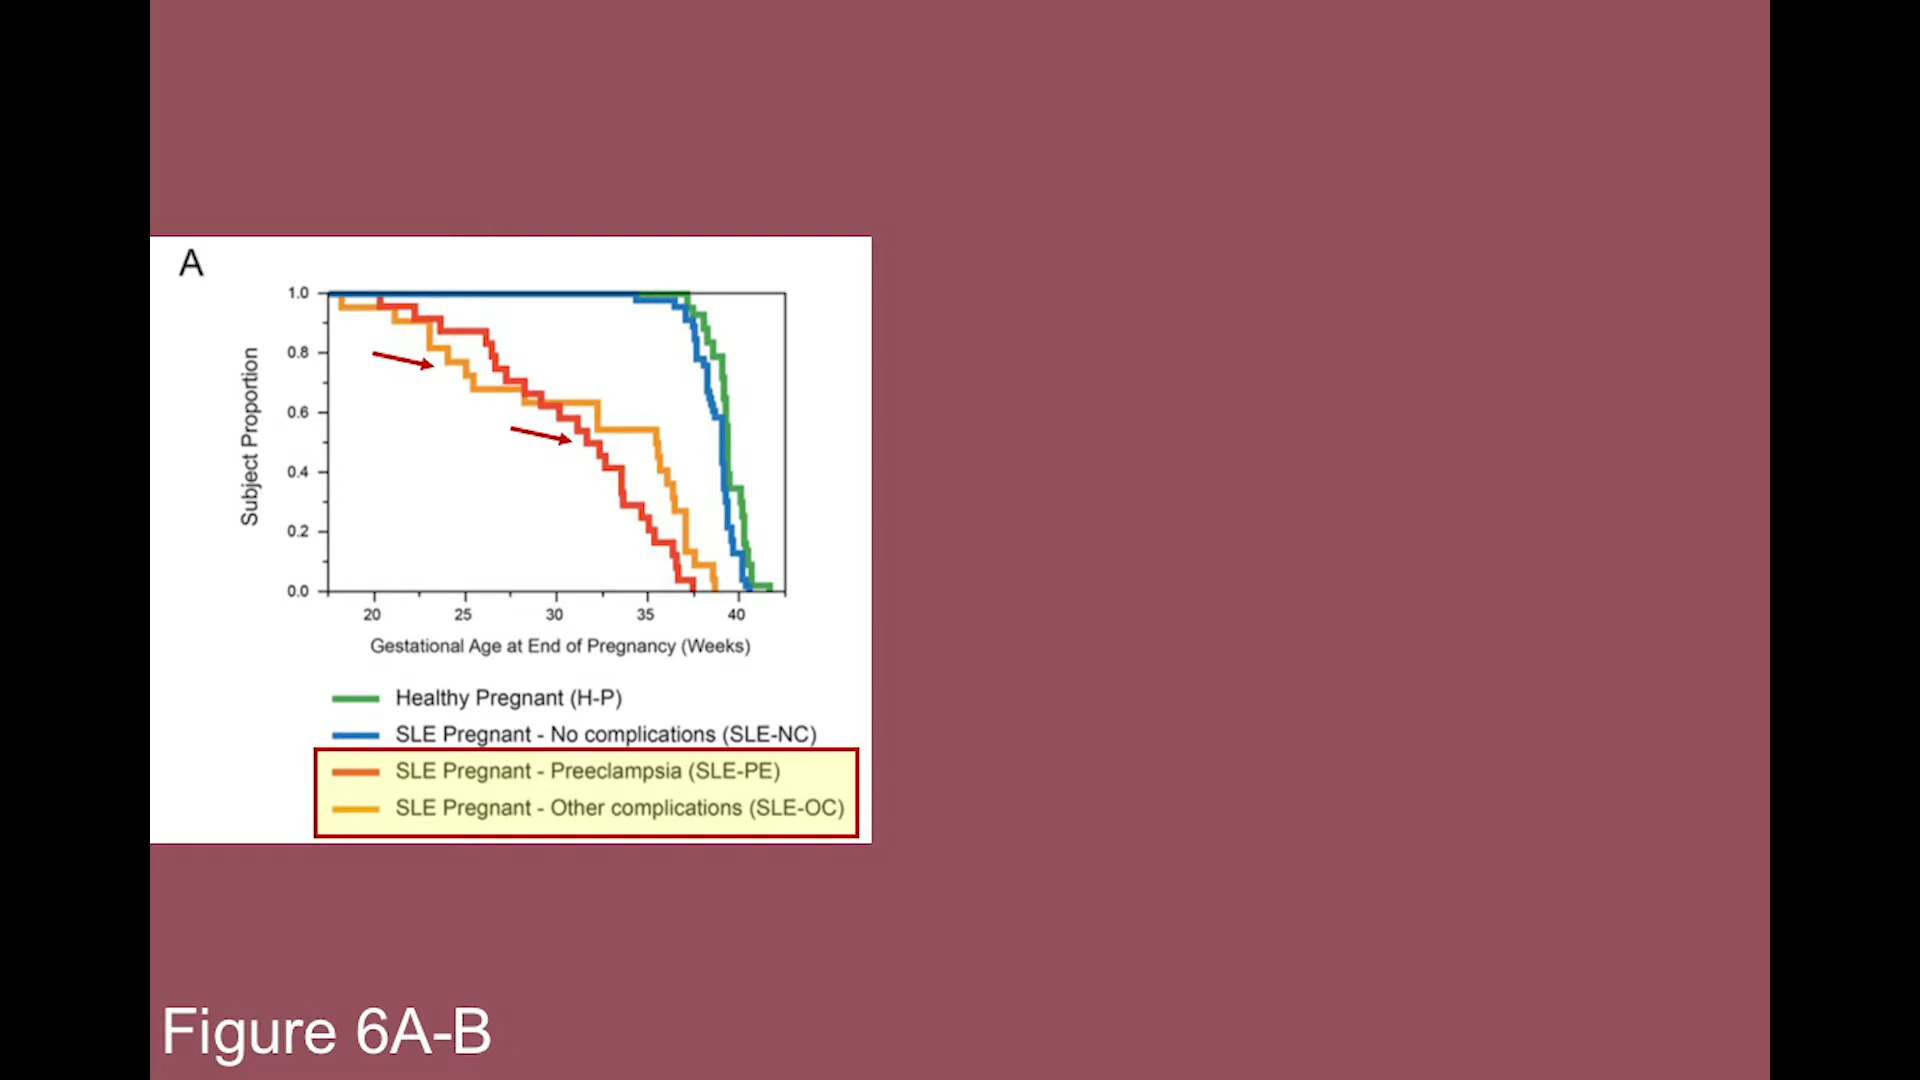 A
1.0
0.8
0.6
0.4
0.2
0.0
Subject Proportion
20 25 30 35 40
Gestational Age at End of Pregnancy (Weeks)
Healthy Pregnant (H-P)
SLE Pregnant - No complications (SLE-NC)
SLE Pregnant - Preeclampsia (SLE-PE)
SLE Pregnant - Other complications (SLE-OC)
Figure 6A-B